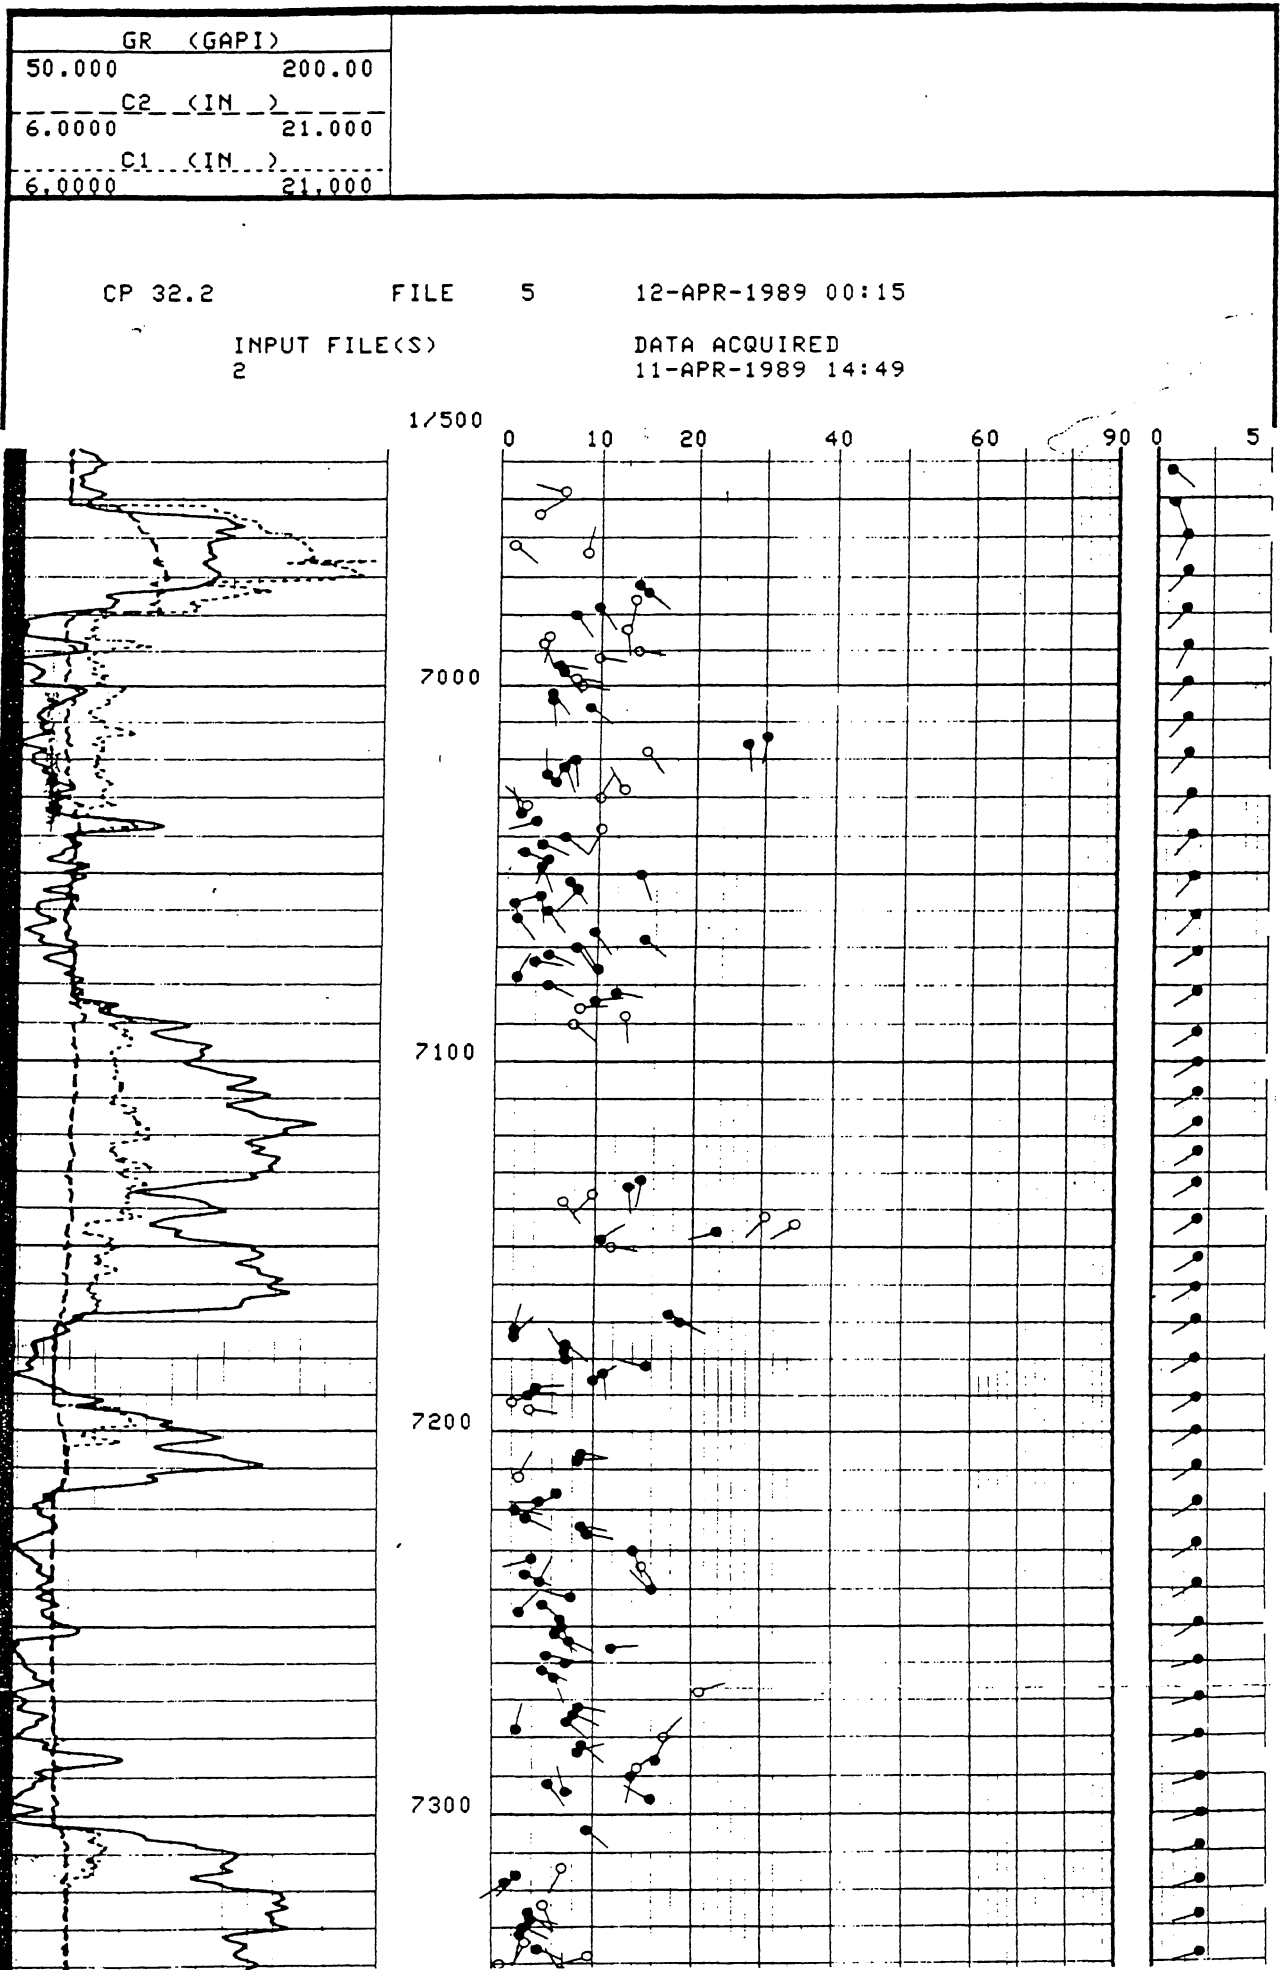 GR (GAPI)
50.000 200.00
C2 (IN )
6.0000 21.000
C1 (IN )
6.0000 21.000
CP 32.2 FILE 5 12-APR-1989 00:15
INPUT FILE(S) DATA ACQUIRED
2 11-APR-1989 14:49
1/500
0 10 20 40 60 90 0 5
7000
7100
7200
7300